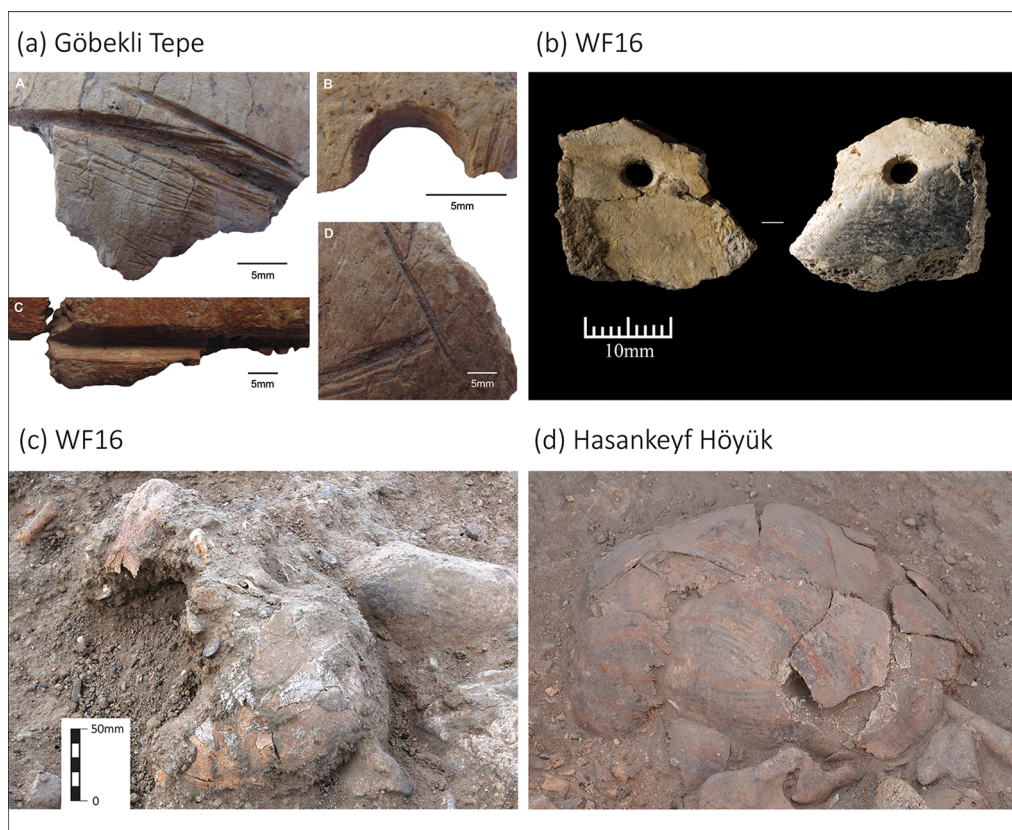 (a) Göbekli Tepe
(b) WF16
A
B
5mm
5mm
C
D
5mm
5mm
10mm
(c) WF16
(d) Hasankeyf Höyük
50mm
0